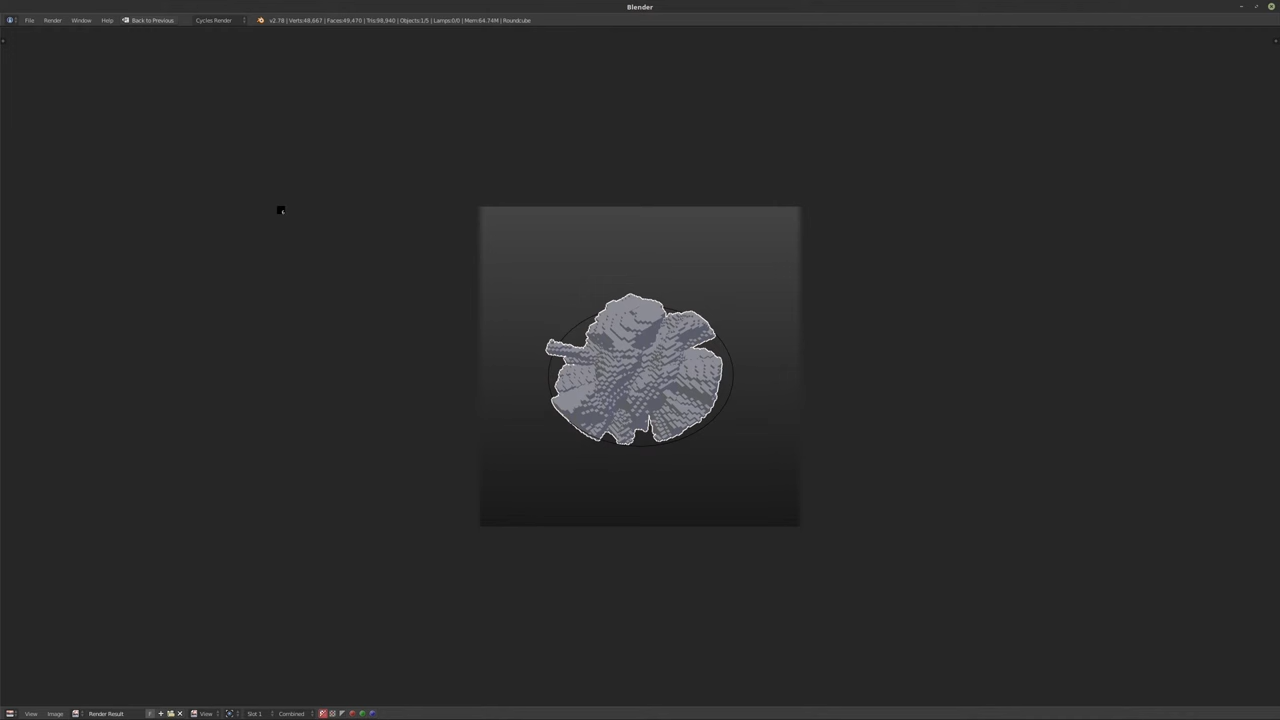 Blender
File Render Window Help Back to Previous Cycles Render v2.78 | Verts:48,667 | Faces:49,470 | Tris:98,940 | Objects:1/5 | Lamps:0/0 | Mem:64.74M | Roundcube
View Image Render Result F View Slot 1 Combined